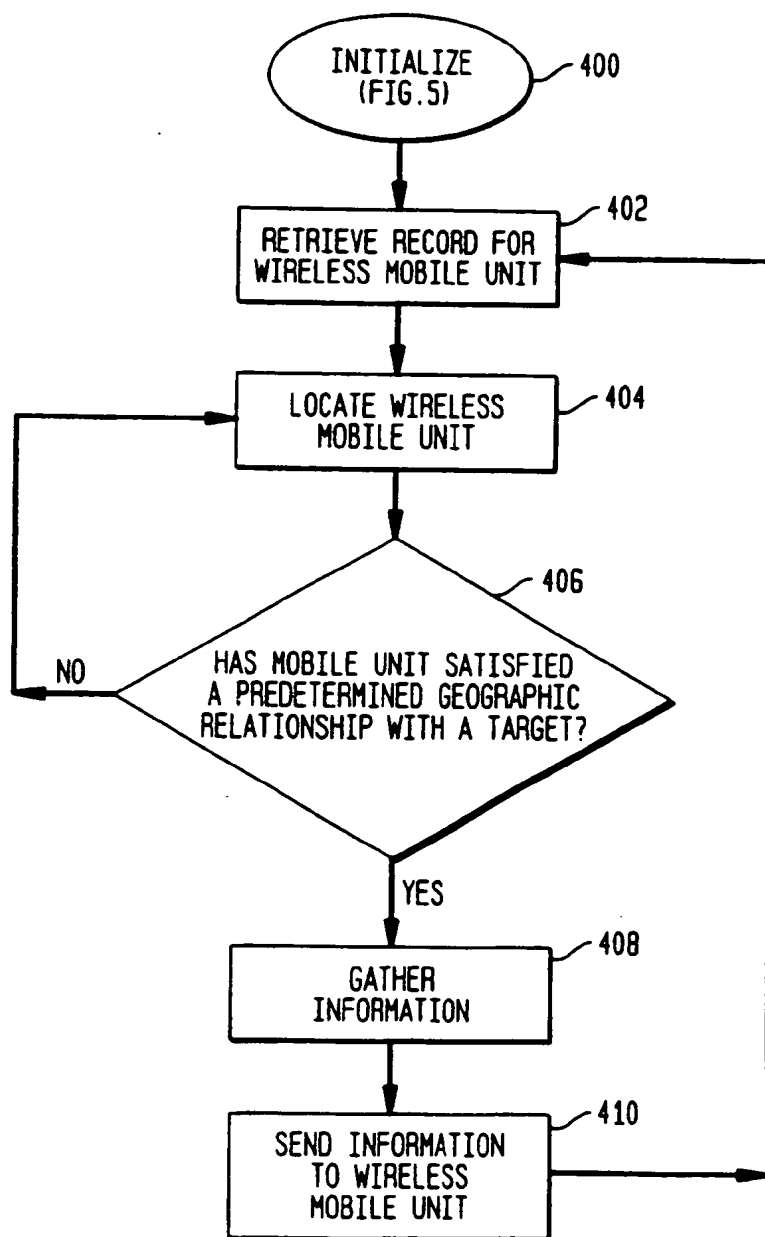 INITIALIZE
(FIG.5)
400
402
RETRIEVE RECORD FOR
WIRELESS MOBILE UNIT
404
LOCATE WIRELESS
MOBILE UNIT
406
HAS MOBILE UNIT SATISFIED
A PREDETERMINED GEOGRAPHIC
RELATIONSHIP WITH A TARGET?
NO
YES
408
GATHER
INFORMATION
410
SEND INFORMATION
TO WIRELESS
MOBILE UNIT